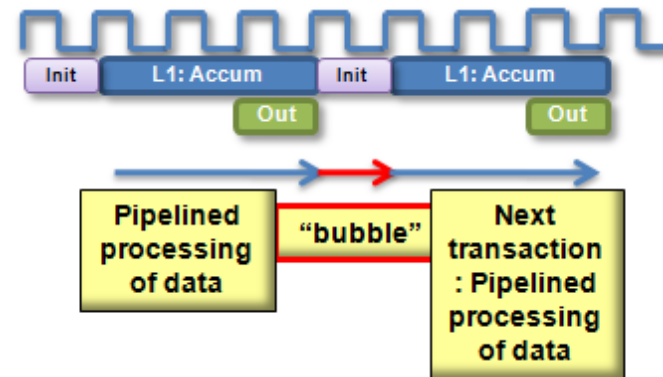 Init L1: Accum Init L1: Accum
Out Out
Pipelined
processing
of data
“bubble”
Next
transaction
: Pipelined
processing
of data